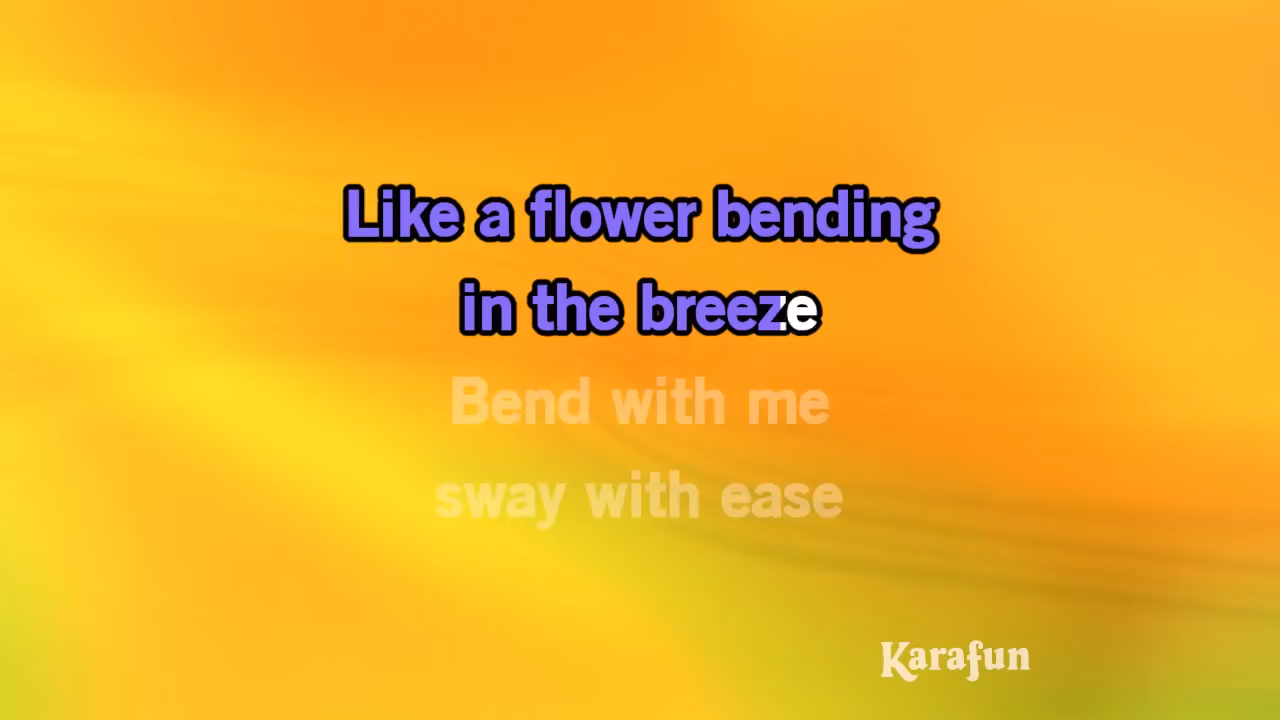 Like a flower bending
in the breeze
Bend with me
sway with ease
Karafun